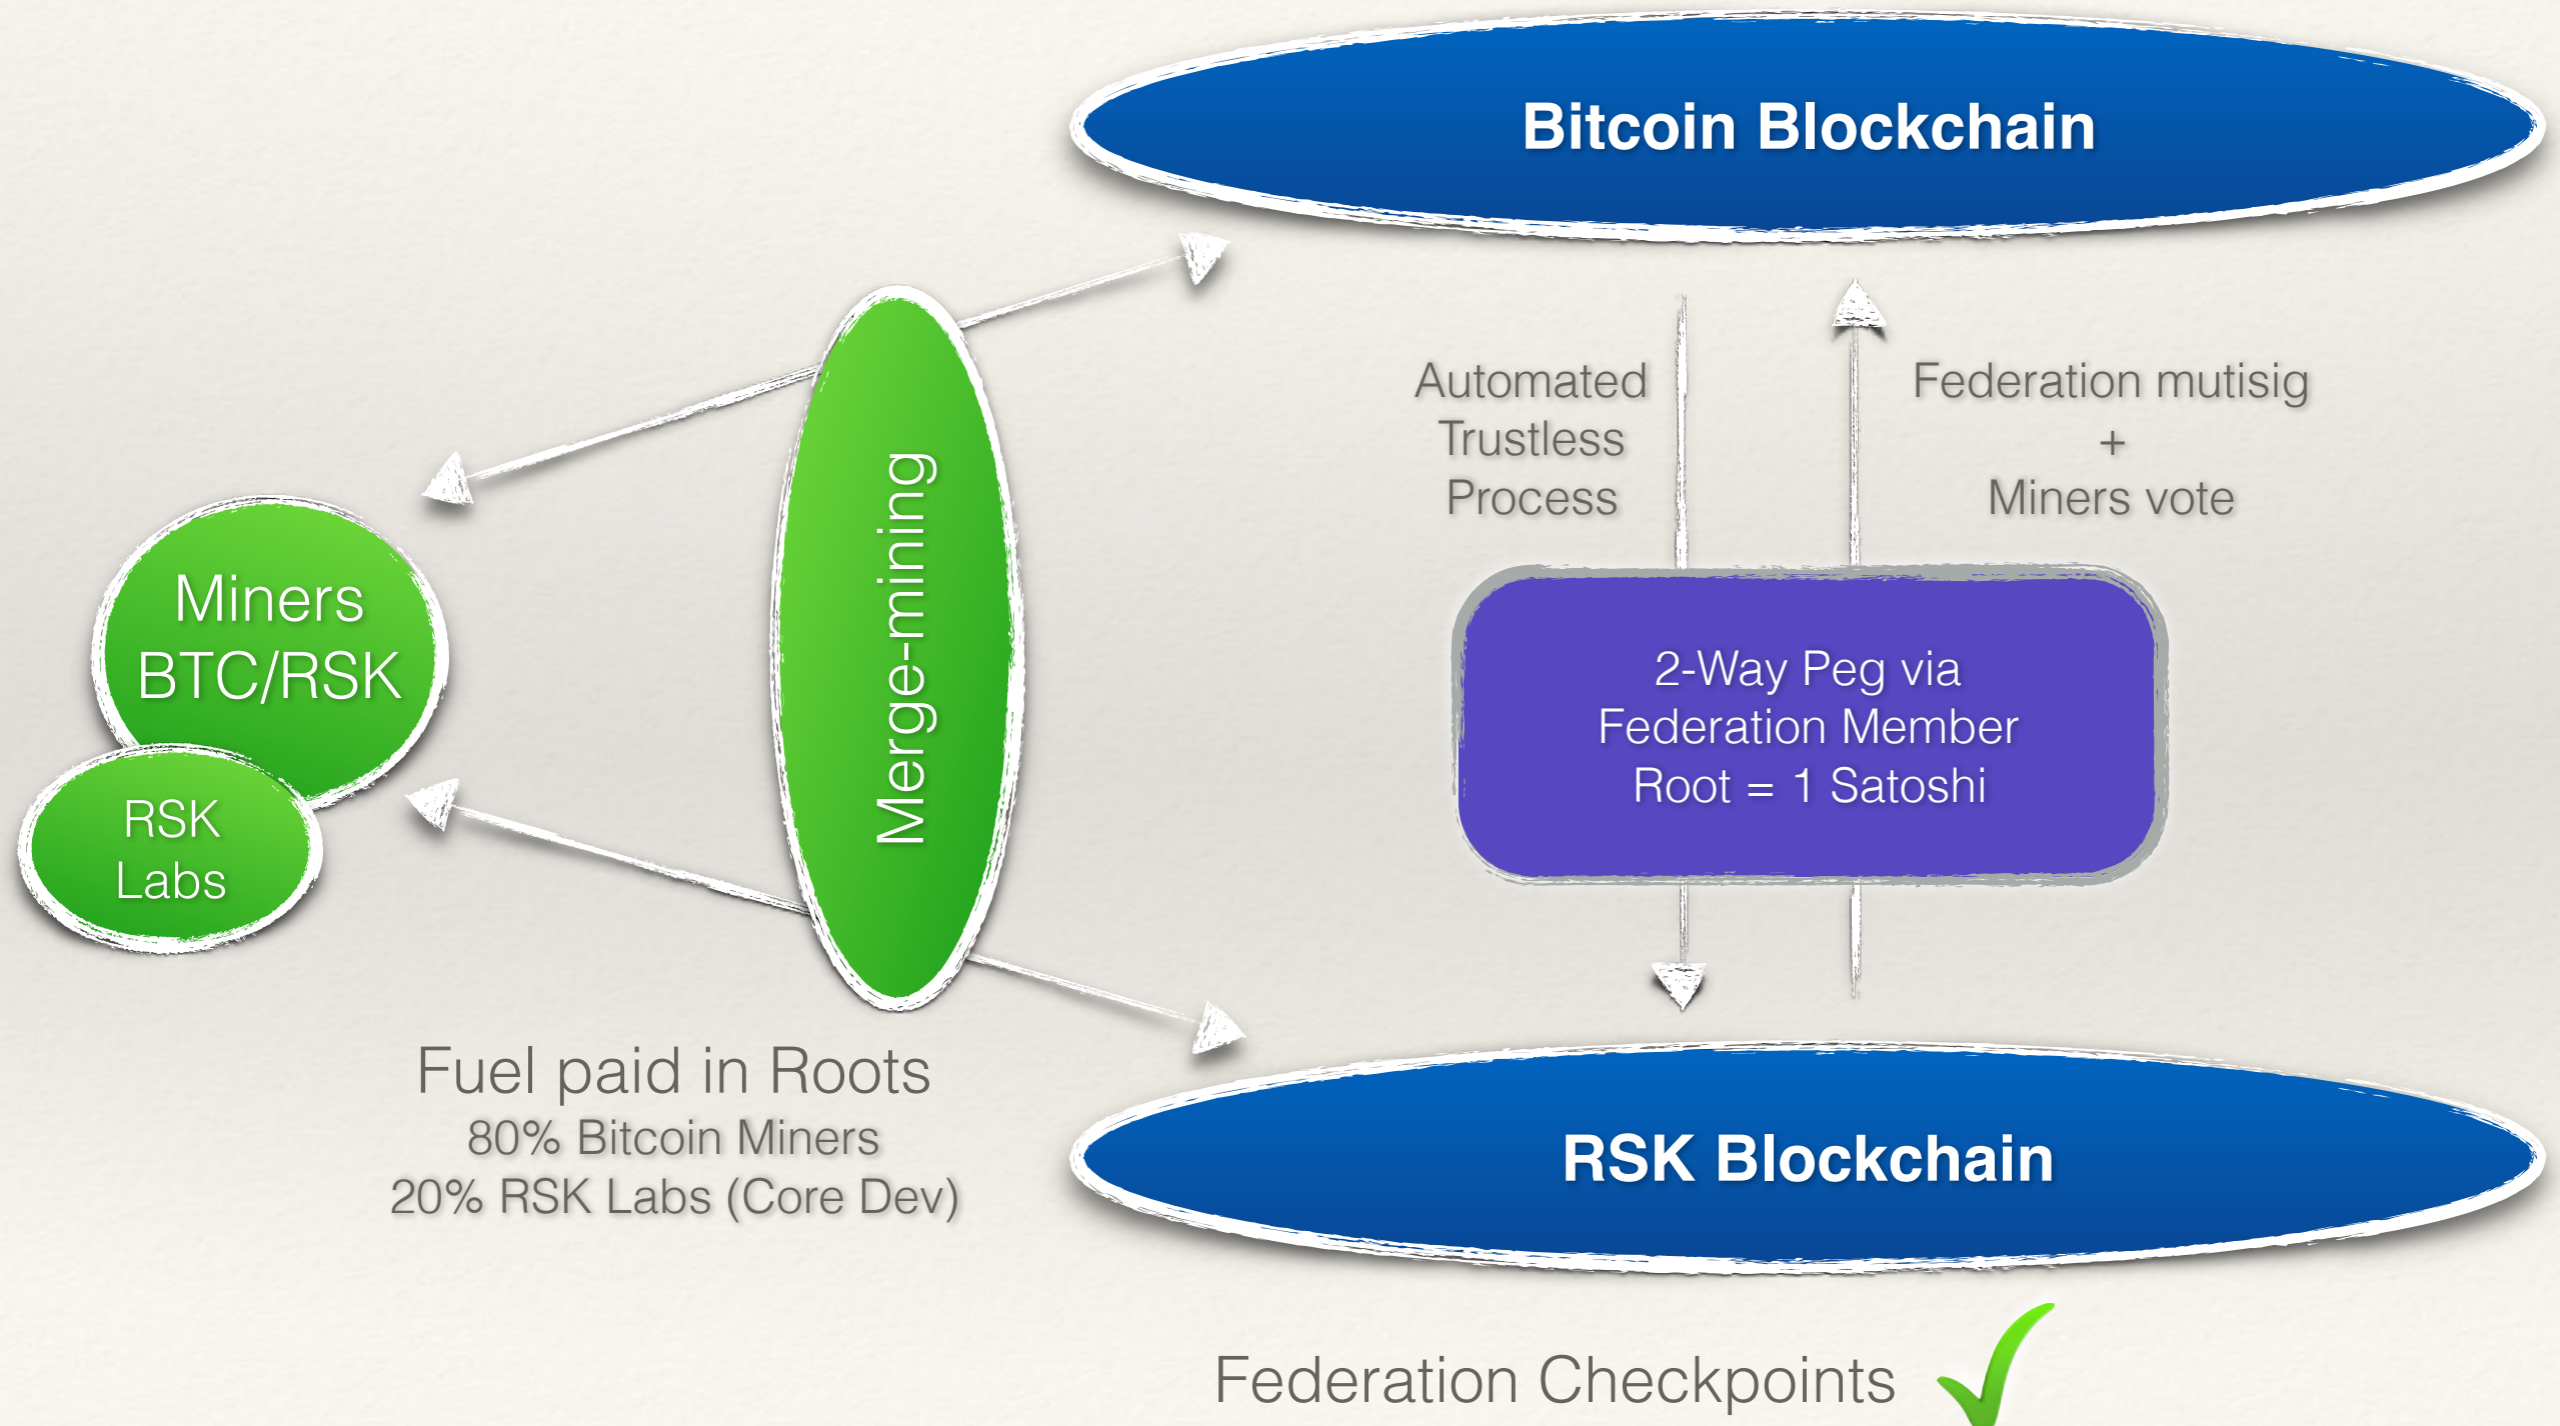 Bitcoin Blockchain
Automated
Trustless
Process
Federation mutisig
+
Miners vote
Merge-mining
Miners
BTC/RSK
RSK
Labs
2-Way Peg via
Federation Member
Root = 1 Satoshi
Fuel paid in Roots
80% Bitcoin Miners
20% RSK Labs (Core Dev)
RSK Blockchain
Federation Checkpoints